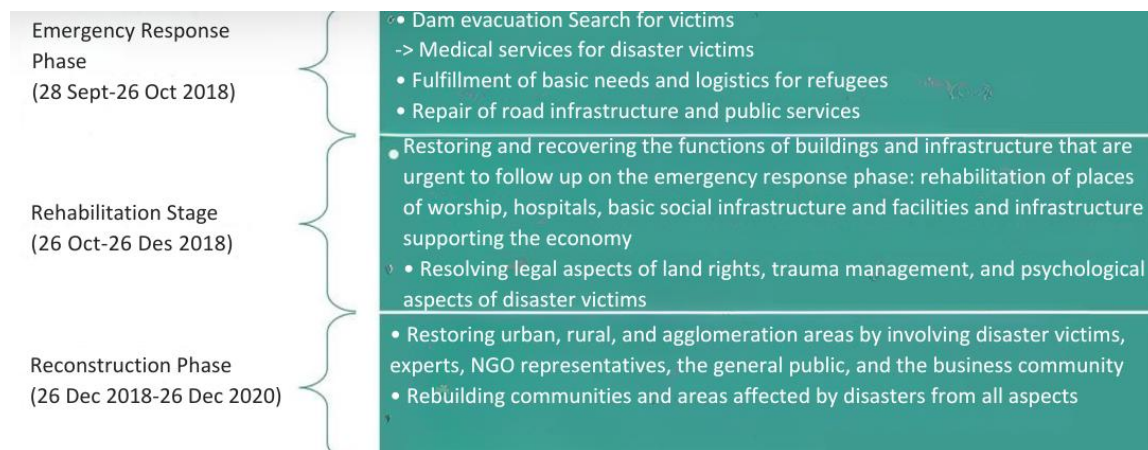 Emergency Response
Phase
(28 Sept-26 Oct 2018)
• Dam evacuation Search for victims
-> Medical services for disaster victims
• Fulfillment of basic needs and logistics for refugees
• Repair of road infrastructure and public services
Rehabilitation Stage
(26 Oct-26 Des 2018)
• Restoring and recovering the functions of buildings and infrastructure that are
urgent to follow up on the emergency response phase: rehabilitation of places
of worship, hospitals, basic social infrastructure and facilities and infrastructure
supporting the economy
• Resolving legal aspects of land rights, trauma management, and psychological
aspects of disaster victims
Reconstruction Phase
(26 Dec 2018-26 Dec 2020)
• Restoring urban, rural, and agglomeration areas by involving disaster victims,
experts, NGO representatives, the general public, and the business community
• Rebuilding communities and areas affected by disasters from all aspects